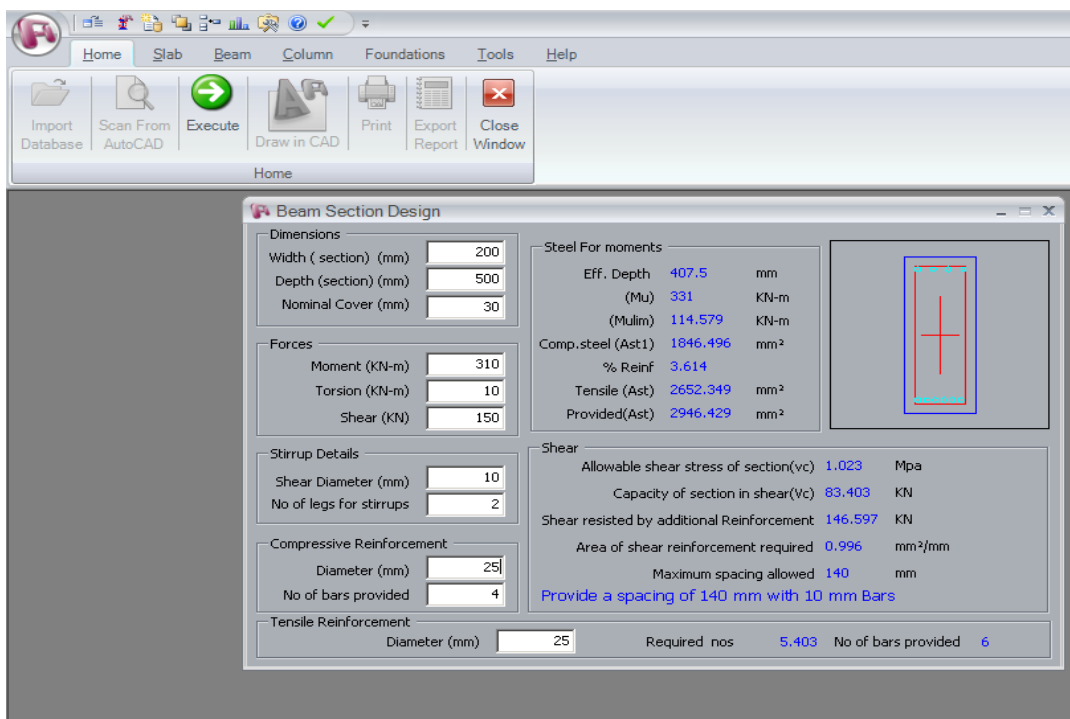 Home Slab Beam Column Foundations Tools Help
Import Database
Scan From AutoCAD
Execute
Draw in CAD
Print
Export Report
Close Window
Home
Beam Section Design
Dimensions
Width ( section) (mm) 200
Depth (section) (mm) 500
Nominal Cover (mm) 30
Forces
Moment (KN-m) 310
Torsion (KN-m) 10
Shear (KN) 150
Stirrup Details
Shear Diameter (mm) 10
No of legs for stirrups 2
Compressive Reinforcement
Diameter (mm) 25
No of bars provided 4
Steel For moments
Eff. Depth 407.5 mm
(Mu) 331 KN-m
(Mulim) 114.579 KN-m
Comp.steel (Ast1) 1846.496 mm²
% Reinf 3.614
Tensile (Ast) 2652.349 mm²
Provided(Ast) 2946.429 mm²
Shear
Allowable shear stress of section(vc) 1.023 Mpa
Capacity of section in shear(Vc) 83.403 KN
Shear resisted by additional Reinforcement 146.597 KN
Area of shear reinforcement required 0.996 mm²/mm
Maximum spacing allowed 140 mm
Provide a spacing of 140 mm with 10 mm Bars
Tensile Reinforcement
Diameter (mm) 25 Required nos 5.403 No of bars provided 6